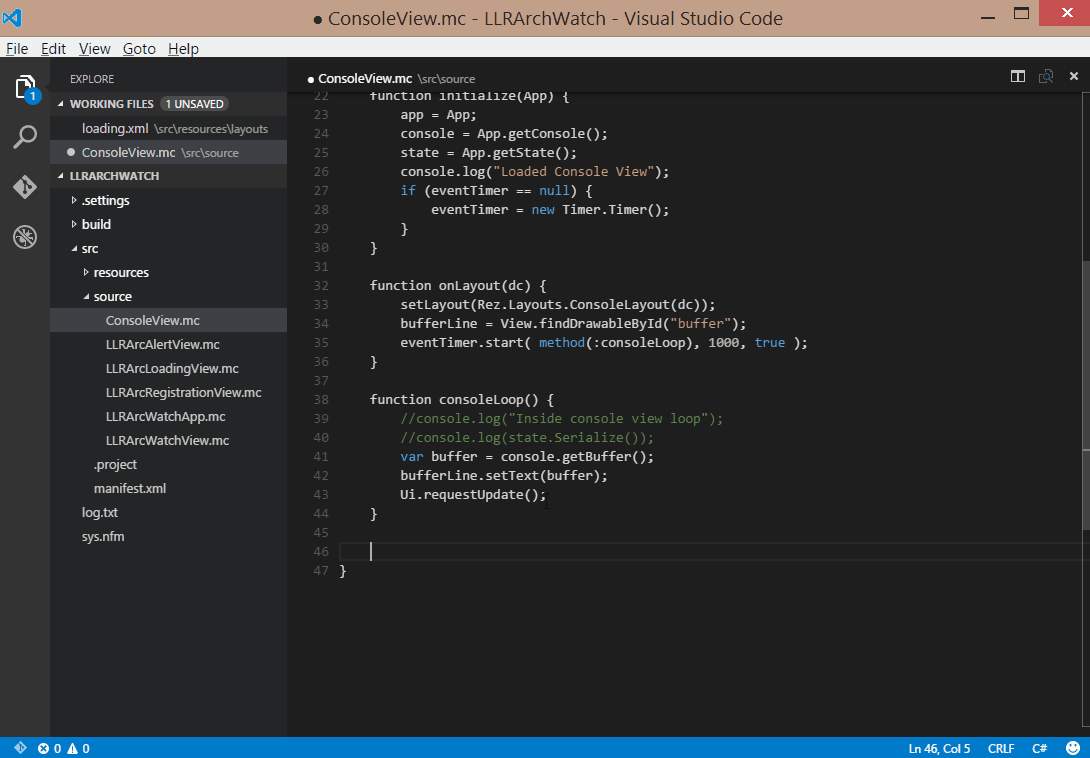 ● ConsoleView.mc - LLRArchWatch - Visual Studio Code
File Edit View Goto Help
1
EXPLORE
WORKING FILES 1 UNSAVED
loading.xml \src\resources\layouts
ConsoleView.mc \src\source
LLRARCHWATCH
.settings
build
src
resources
source
ConsoleView.mc
LLRArcAlertView.mc
LLRArcLoadingView.mc
LLRArcRegistrationView.mc
LLRArcWatchApp.mc
LLRArcWatchView.mc
.project
manifest.xml
log.txt
sys.nfm
● ConsoleView.mc \src\source
22 function initialize(App) {
23 app = App;
24 console = App.getConsole();
25 state = App.getState();
26 console.log("Loaded Console View");
27 if (eventTimer == null) {
28 eventTimer = new Timer.Timer();
29 }
30 }
31
32 function onLayout(dc) {
33 setLayout(Rez.Layouts.ConsoleLayout(dc));
34 bufferLine = View.findDrawableById("buffer");
35 eventTimer.start( method(:consoleLoop), 1000, true );
36 }
37
38 function consoleLoop() {
39 //console.log("Inside console view loop");
40 //console.log(state.Serialize());
41 var buffer = console.getBuffer();
42 bufferLine.setText(buffer);
43 Ui.requestUpdate();
44 }
45
46
47 }
0 0 Ln 46, Col 5 CRLF C#